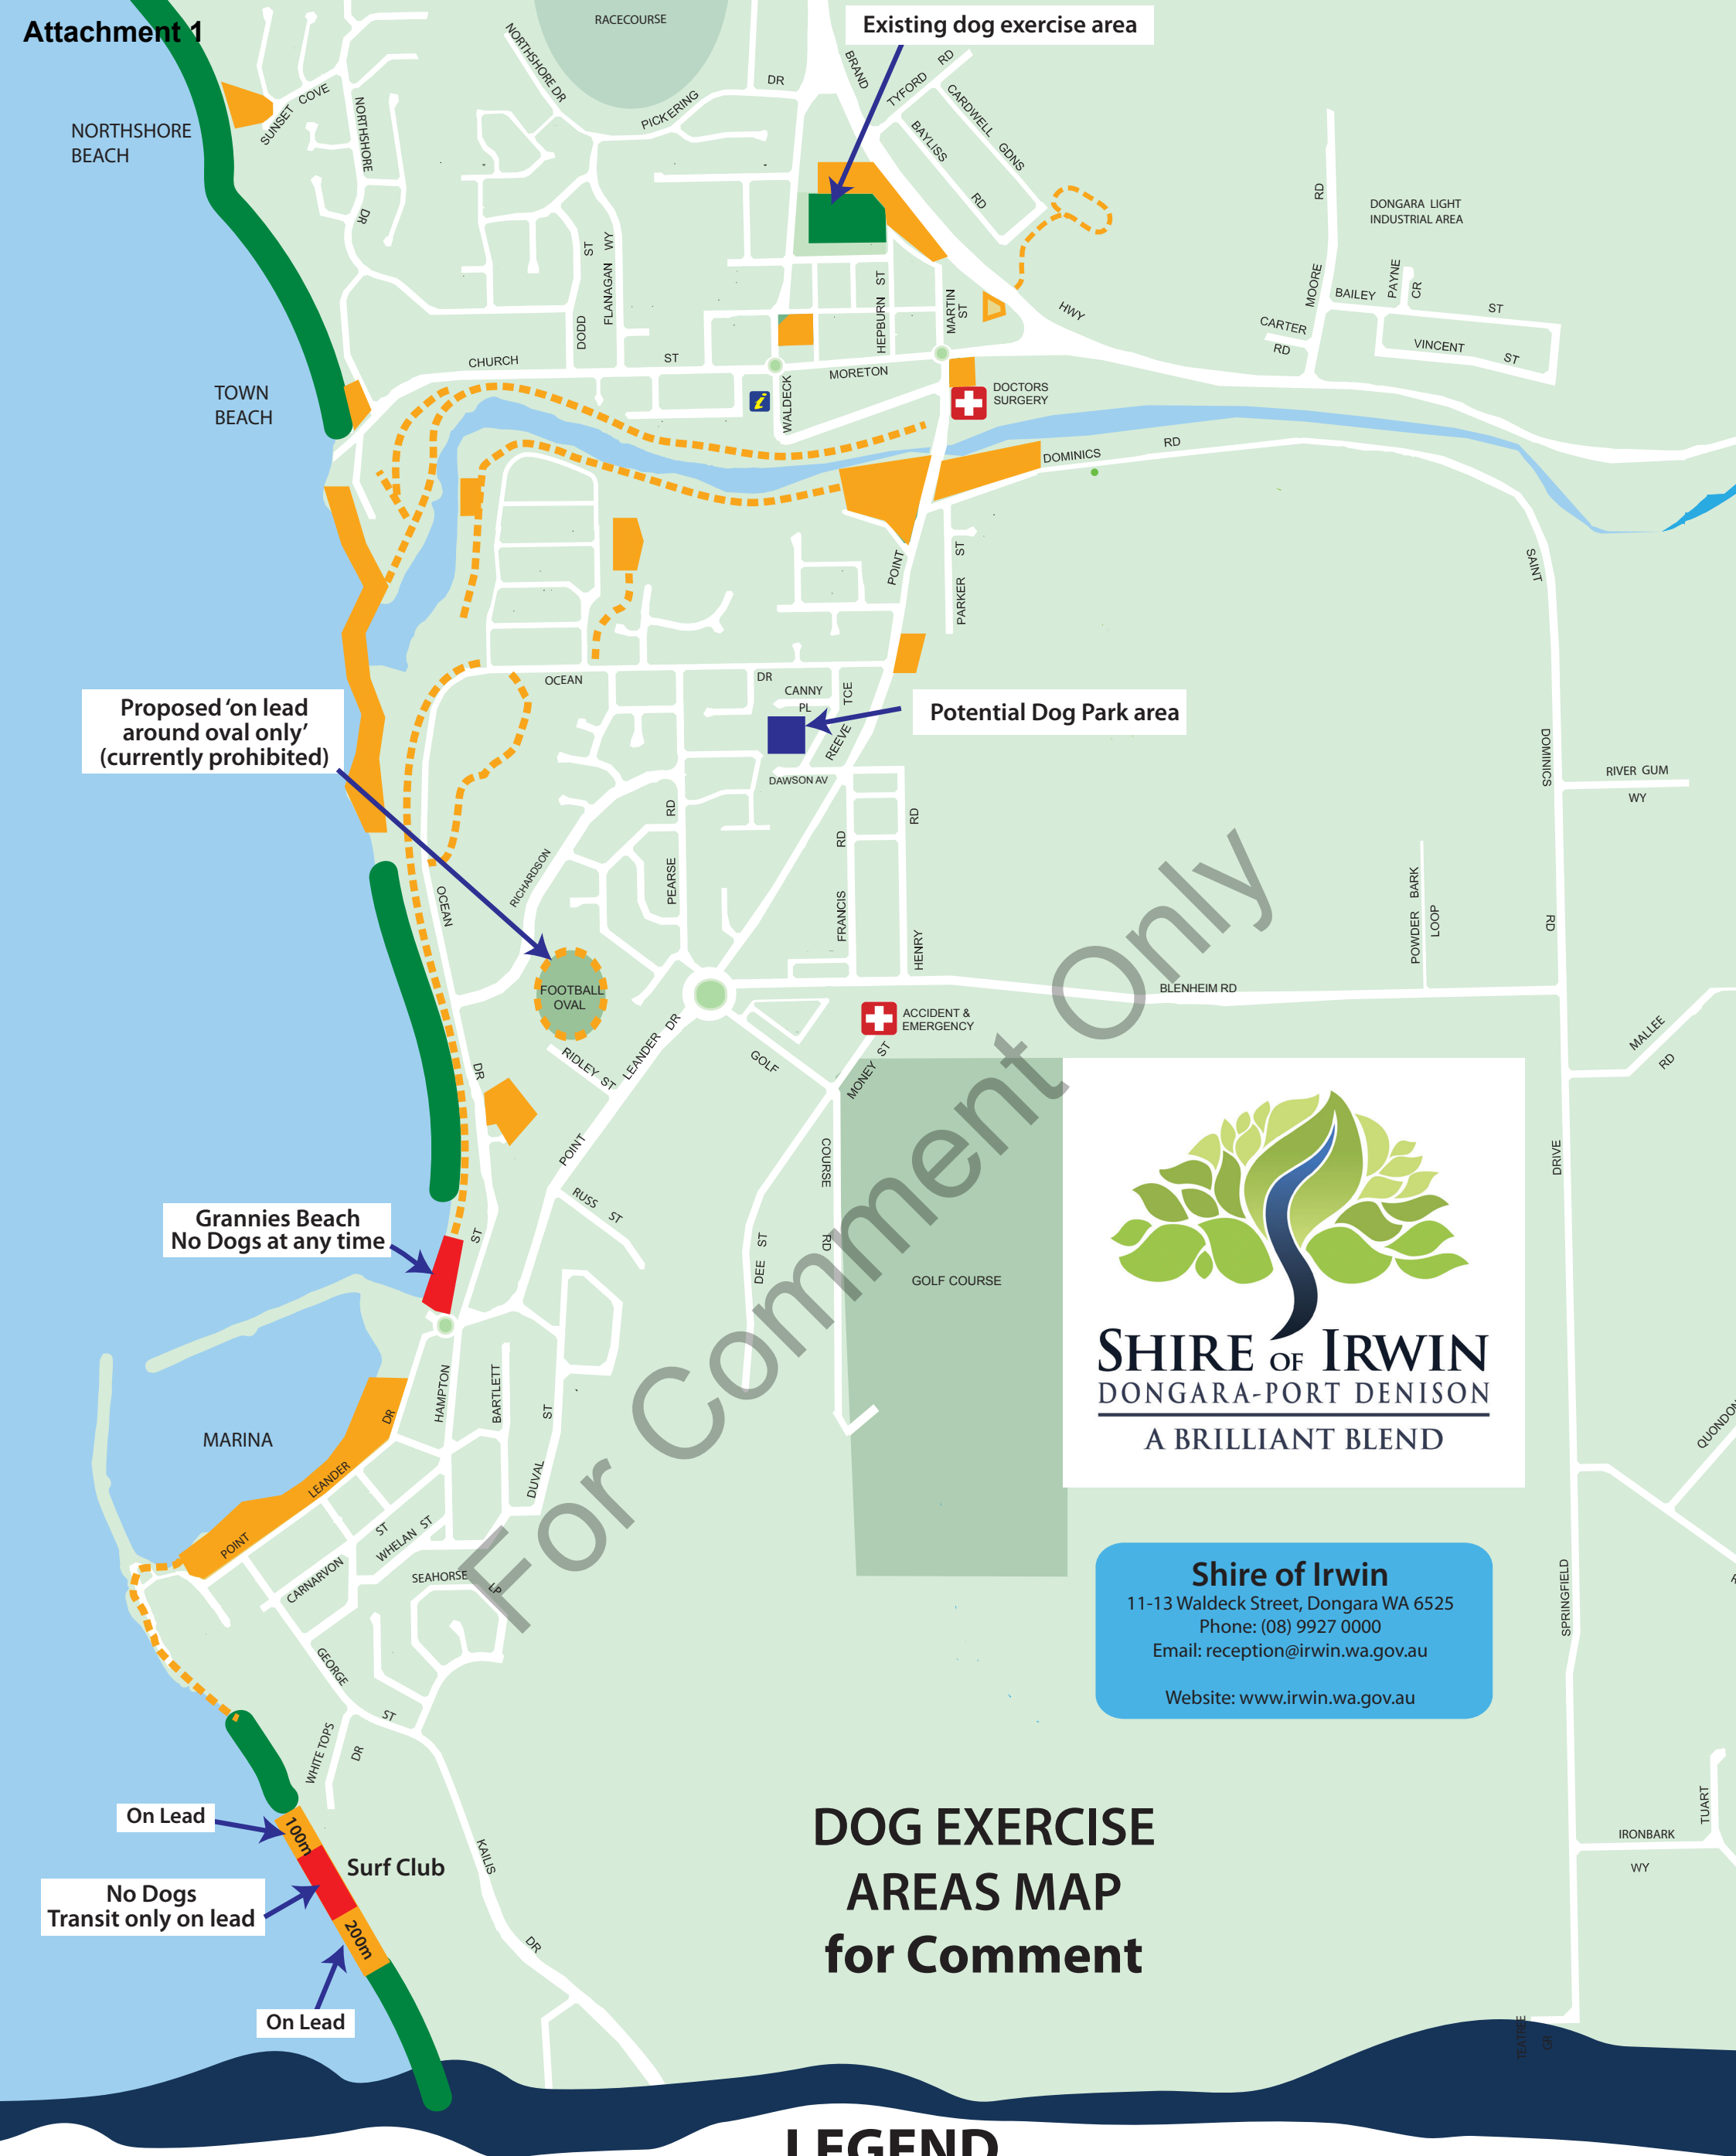 Attachment 1
RACECOURSE
Existing dog exercise area
NORTHSHORE DR
BRAND
TYFORD RD
CARDWELL GDNS
BAYLISS RD
PICKERING DR
SUNSET COVE
NORTHSHORE DR
NORTHSHORE
BEACH
RD
DONGARA LIGHT
INDUSTRIAL AREA
MOORE
BAILEY ST
PAYNE
CR
CARTER
RD
VINCENT ST
HWY
DODD ST
FLANAGAN WY
HEPBURN ST
MARTIN
ST
CHURCH ST
MORETON
WALDECK
i
TOWN
BEACH
DOCTORS
SURGERY
DOMINICS RD
SAINT
DOMINICS
RD
POINT
PARKER ST
OCEAN DR
CANNY
PL
REEVE TCE
Proposed ‘on lead
around oval only’
(currently prohibited)
Potential Dog Park area
DAWSON AV
RIVER GUM
WY
OCEAN
DR
RICHARDSON
PEARSE RD
FRANCIS RD
HENRY RD
POWDER BARK
LOOP
FOOTBALL
OVAL
BLENHEIM RD
ACCIDENT &
EMERGENCY
MALLEE
RD
RIDLEY ST
POINT LEANDER DR
GOLF
COURSE
RD
MONEY ST
DRIVE
RUSS ST
DEE ST
GOLF COURSE
Grannies Beach
No Dogs at any time
ST
For Comment Only
SHIRE OF IRWIN
DONGARA-PORT DENISON
A BRILLIANT BLEND
HAMPTON
BARTLETT
DUVAL ST
MARINA
POINT LEANDER DR
QUONDON
CARNARVON ST
WHELAN ST
SEAHORSE LP
Shire of Irwin
11-13 Waldeck Street, Dongara WA 6525
Phone: (08) 9927 0000
Email: reception@irwin.wa.gov.au
Website: www.irwin.wa.gov.au
SPRINGFIELD
GEORGE ST
WHITE TOPS
DR
On Lead
100m
Surf Club
No Dogs
Transit only on lead
200m
On Lead
KAILIS
DR
DOG EXERCISE
AREAS MAP
for Comment
TUART
IRONBARK
WY
TEATREE
GR
LEGEND